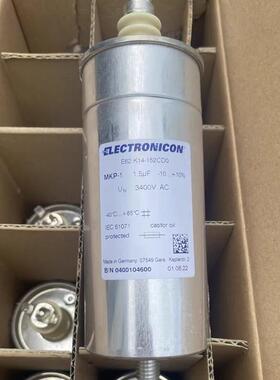 ELECTRONICON
E62.K14-152CD0
MKP-1 1.5µF -10...+10%
UN 3400V AC
-40°C...+85°C
IEC 61071 castor oil
protected
Made in Germany 07549 Gera Keplerstr. 2
B/N 0400104600 01.06.22